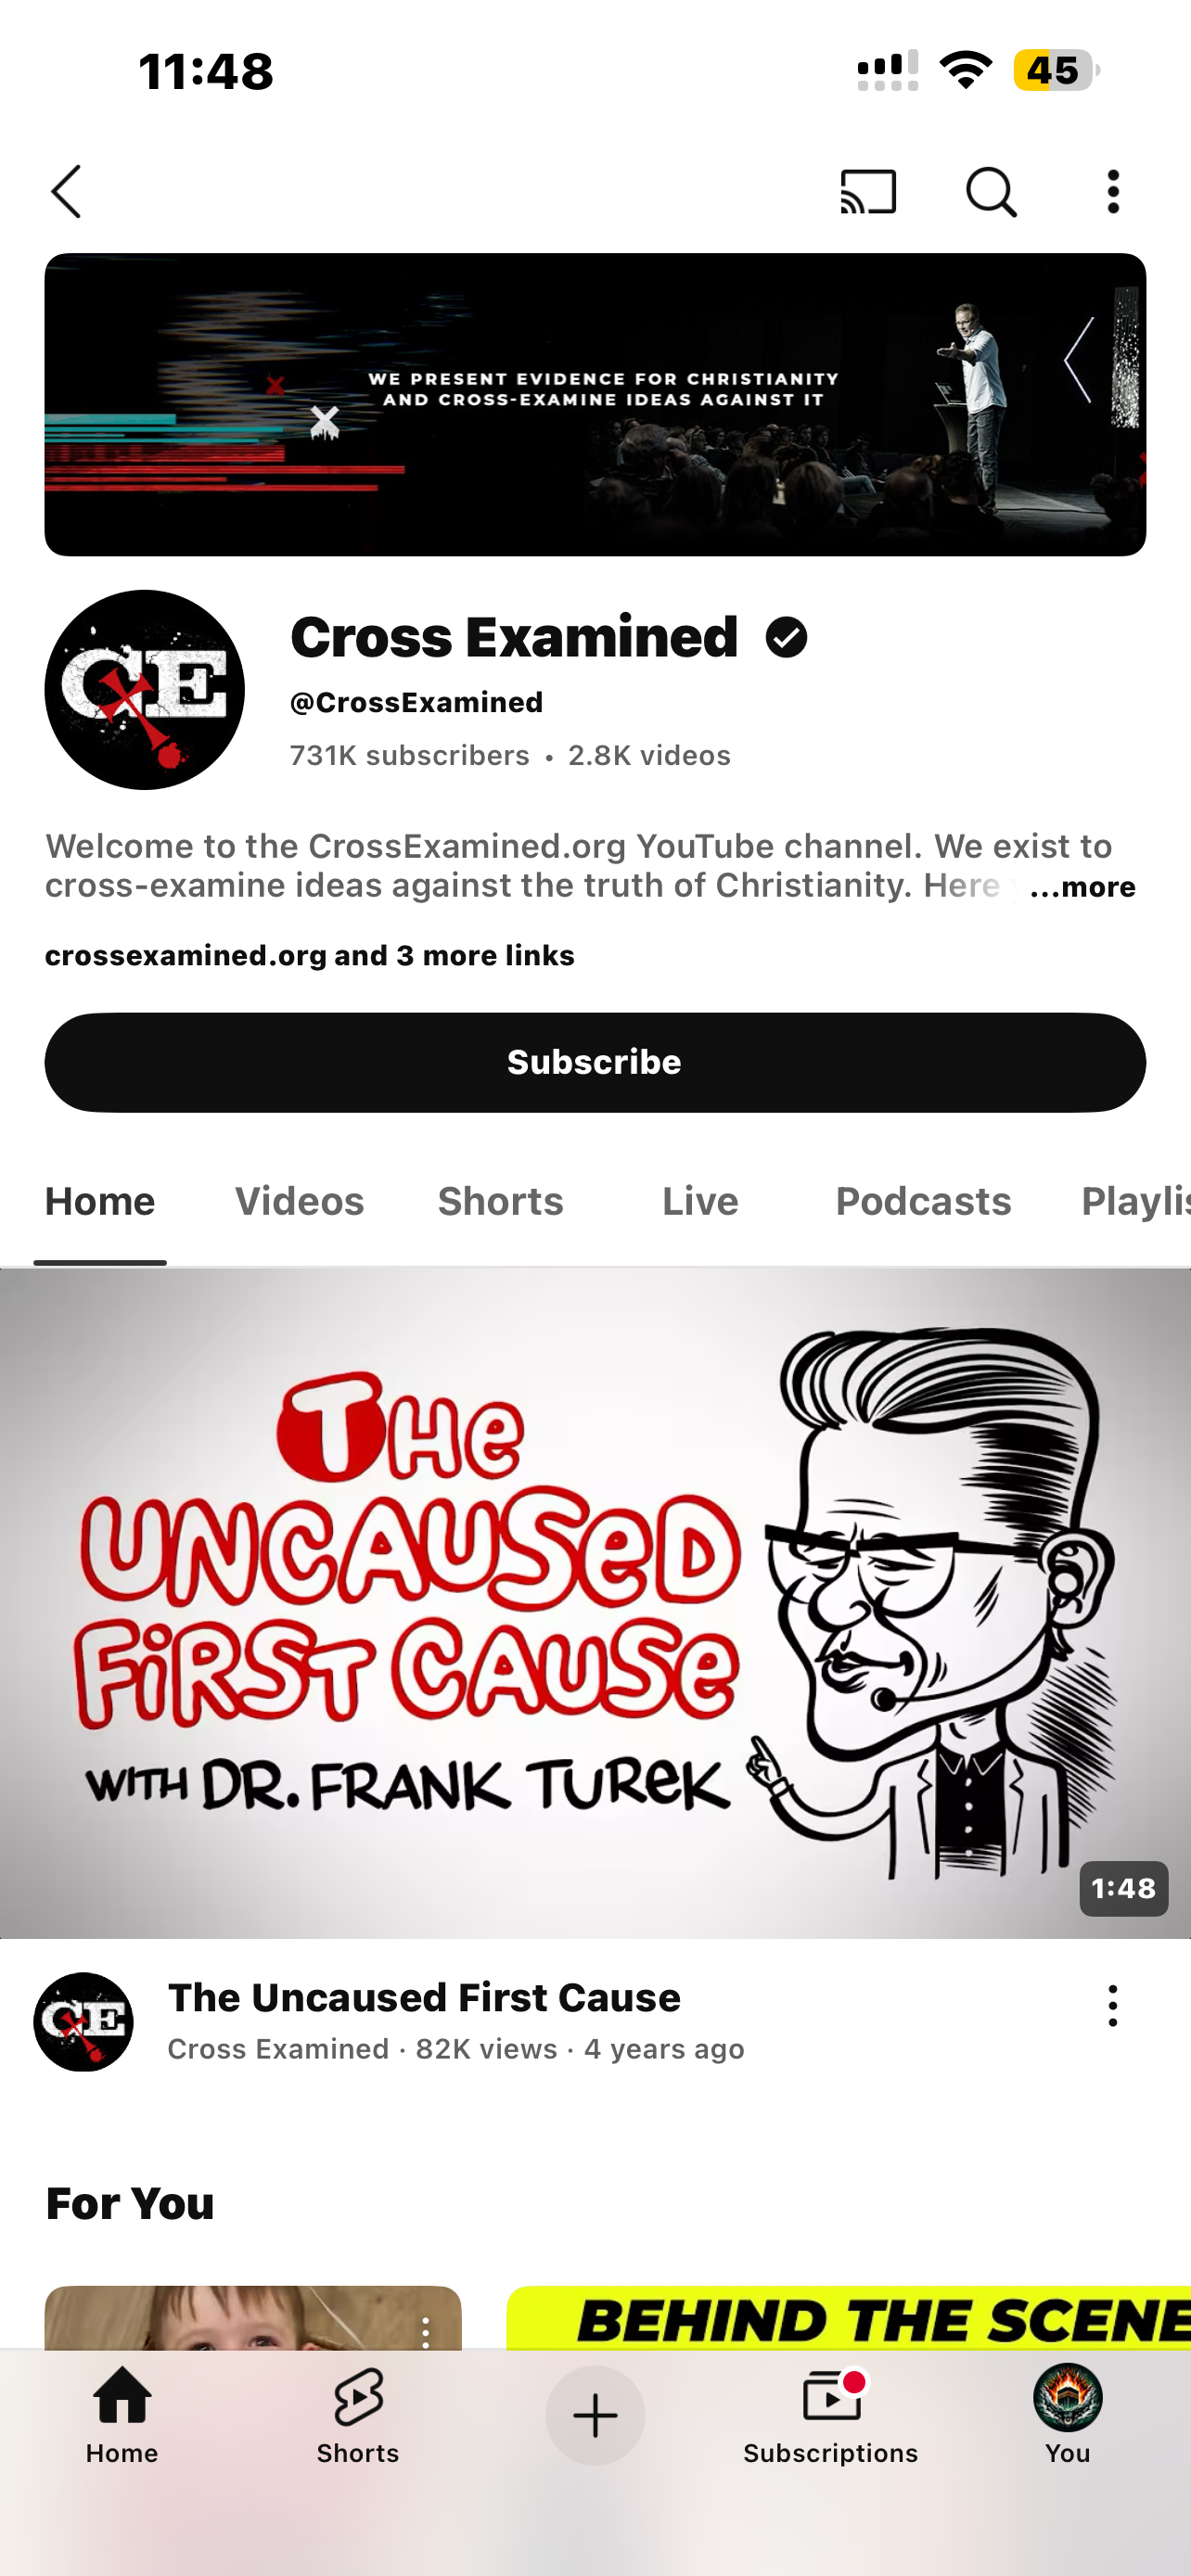 11:48
45
WE PRESENT EVIDENCE FOR CHRISTIANITY
AND CROSS-EXAMINE IDEAS AGAINST IT
CE
Cross Examined
@CrossExamined
731K subscribers • 2.8K videos
Welcome to the CrossExamined.org YouTube channel. We exist to
cross-examine ideas against the truth of Christianity. Here ...more
crossexamined.org and 3 more links
Subscribe
Home Videos Shorts Live Podcasts Playlis
THE
UNCAUSED
FIRST CAUSE
WITH DR. FRANK TUREK
1:48
CE
The Uncaused First Cause
Cross Examined · 82K views · 4 years ago
For You
BEHIND THE SCENE
Home Shorts Subscriptions You